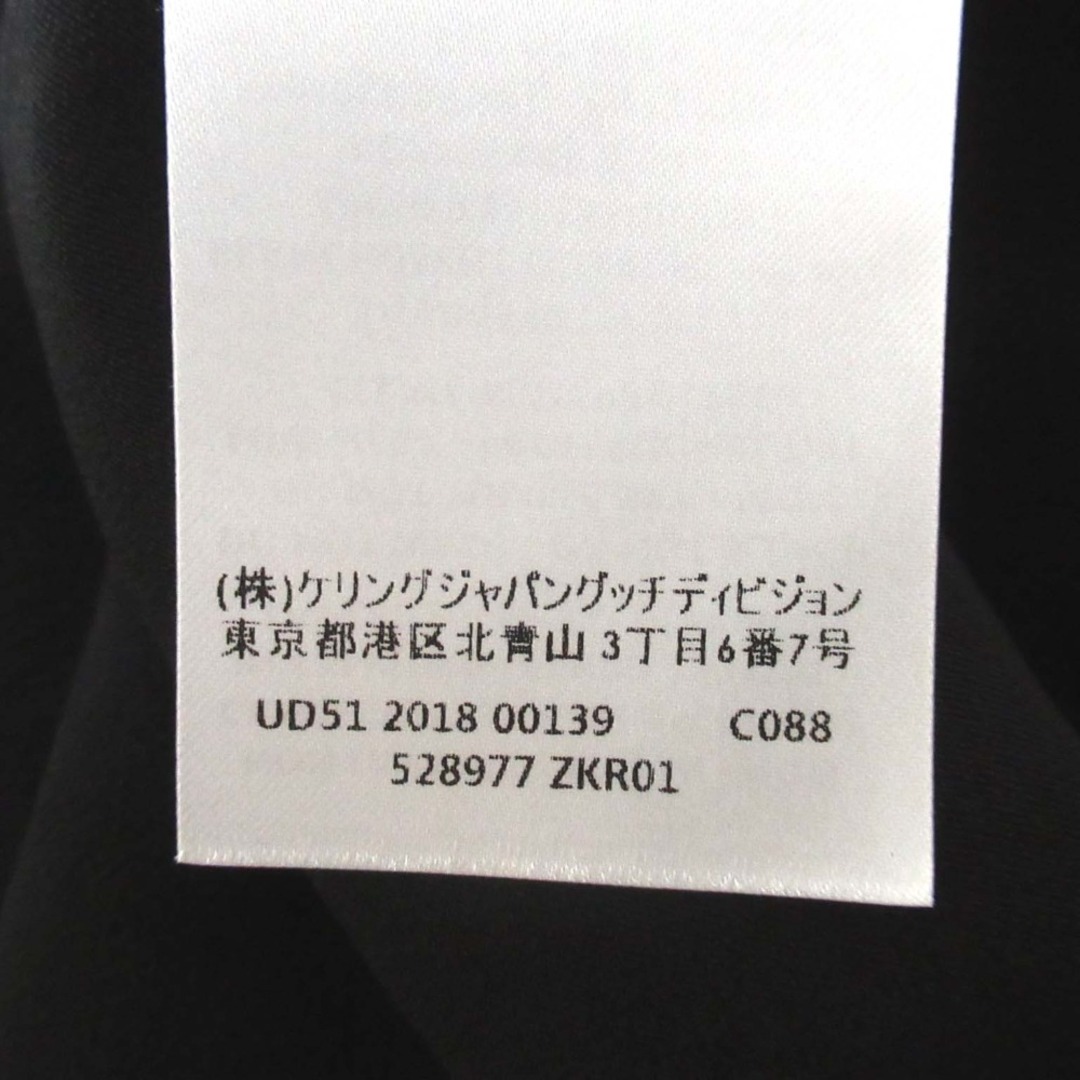 (株)ケリングジャパングッチディビジョン
東京都港区北青山3丁目6番7号
UD51 2018 00139 C088
528977 ZKR01